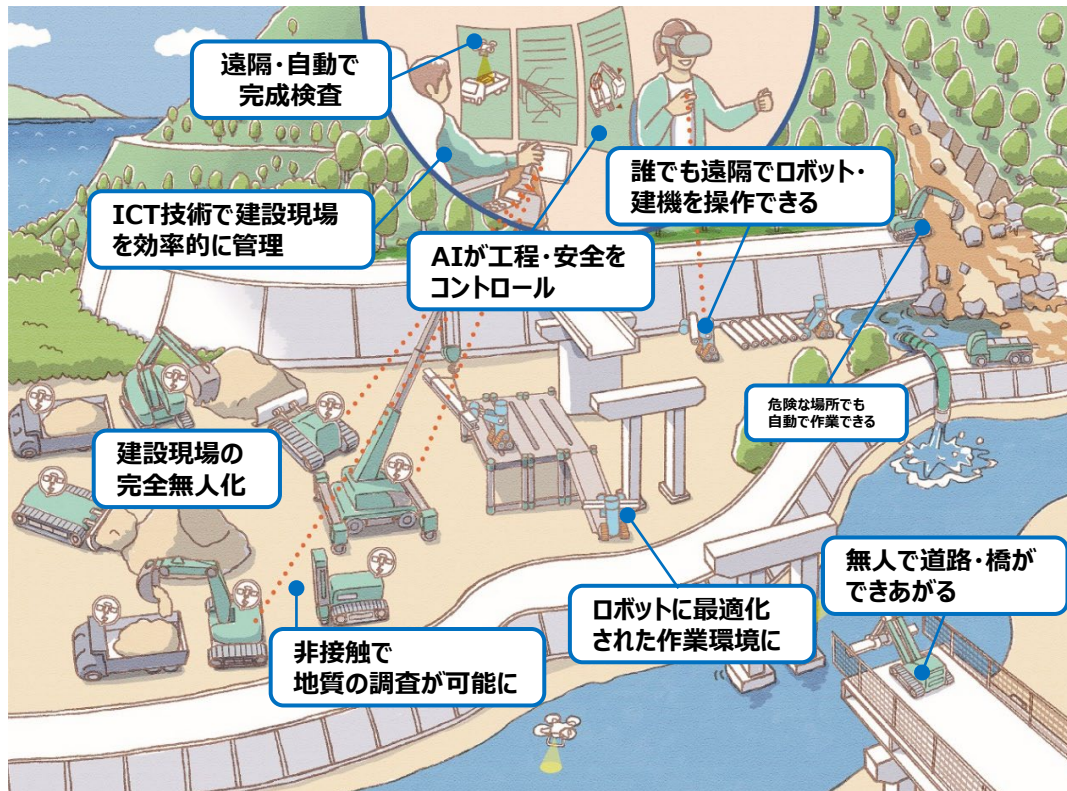 遠隔・自動で
完成検査
誰でも遠隔でロボット・
建機を操作できる
ICT技術で建設現場
を効率的に管理
AIが工程・安全を
コントロール
危険な場所でも
自動で作業できる
建設現場の
完全無人化
無人で道路・橋が
できあがる
ロボットに最適化
された作業環境に
非接触で
地質の調査が可能に